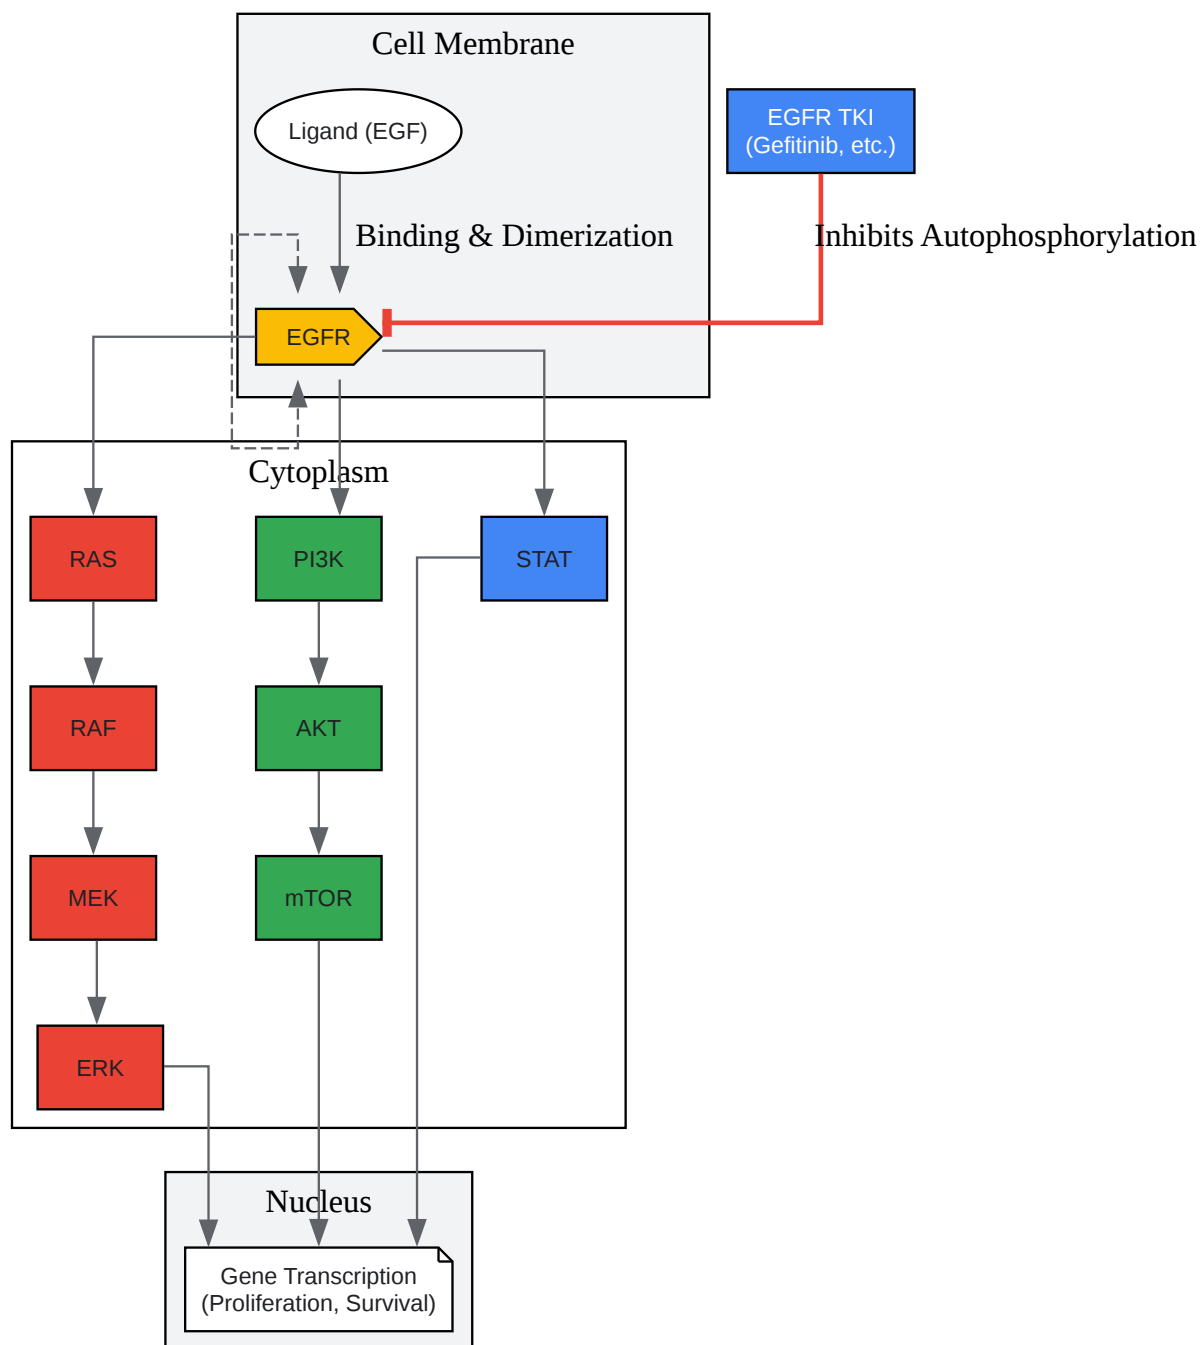 Cell Membrane
Ligand (EGF)
EGFR TKI
(Gefitinib, etc.)
Binding & Dimerization
Inhibits Autophosphorylation
EGFR
Cytoplasm
RAS
PI3K
STAT
RAF
AKT
MEK
mTOR
ERK
Nucleus
Gene Transcription
(Proliferation, Survival)